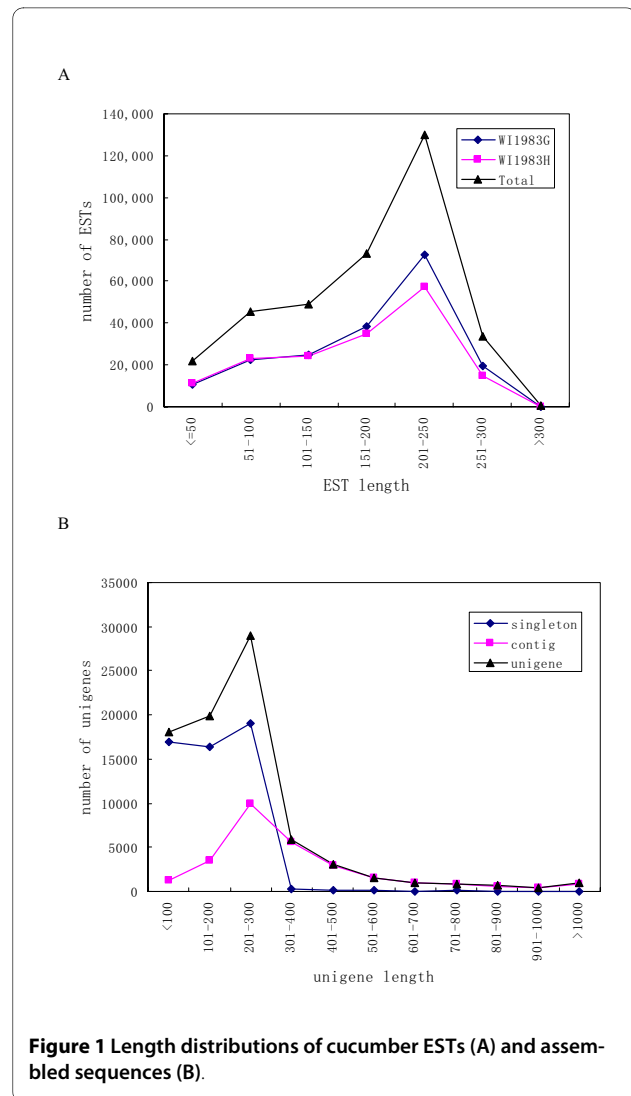 A
140,000
120,000
100,000
80,000
60,000
40,000
20,000
0
number of ESTs
WI1983G
WI1983H
Total
<=50
51-100
101-150
151-200
201-250
251-300
>300
EST length
B
35000
30000
25000
20000
15000
10000
5000
0
number of unigenes
singleton
contig
unigene
<100
101-200
201-300
301-400
401-500
501-600
601-700
701-800
801-900
901-1000
>1000
unigene length
Figure 1 Length distributions of cucumber ESTs (A) and assem-
bled sequences (B).